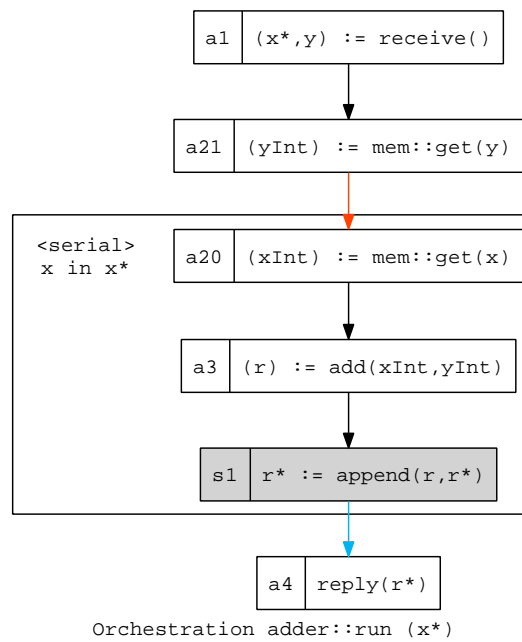 a1 (x*,y) := receive()
a21 (yInt) := mem::get(y)
<serial>
x in x*
a20 (xInt) := mem::get(x)
a3 (r) := add(xInt,yInt)
s1 r* := append(r,r*)
a4 reply(r*)
Orchestration adder::run (x*)